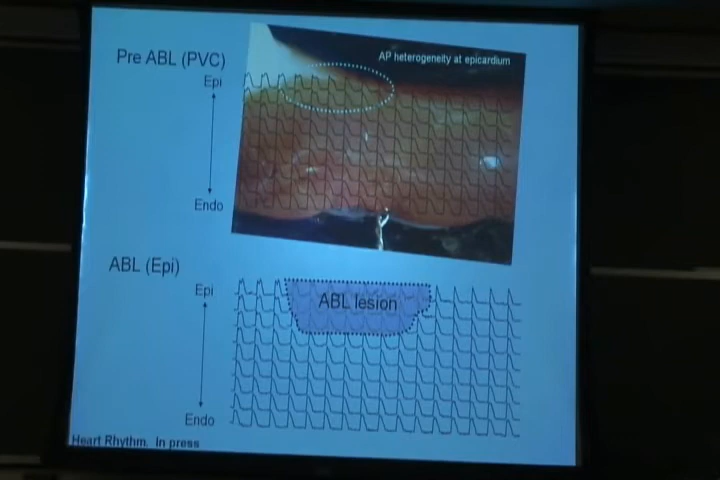 Pre ABL (PVC)
AP heterogeneity at epicardium
Epi
Endo
ABL (Epi)
Epi
ABL lesion
Endo
Heart Rhythm. In press